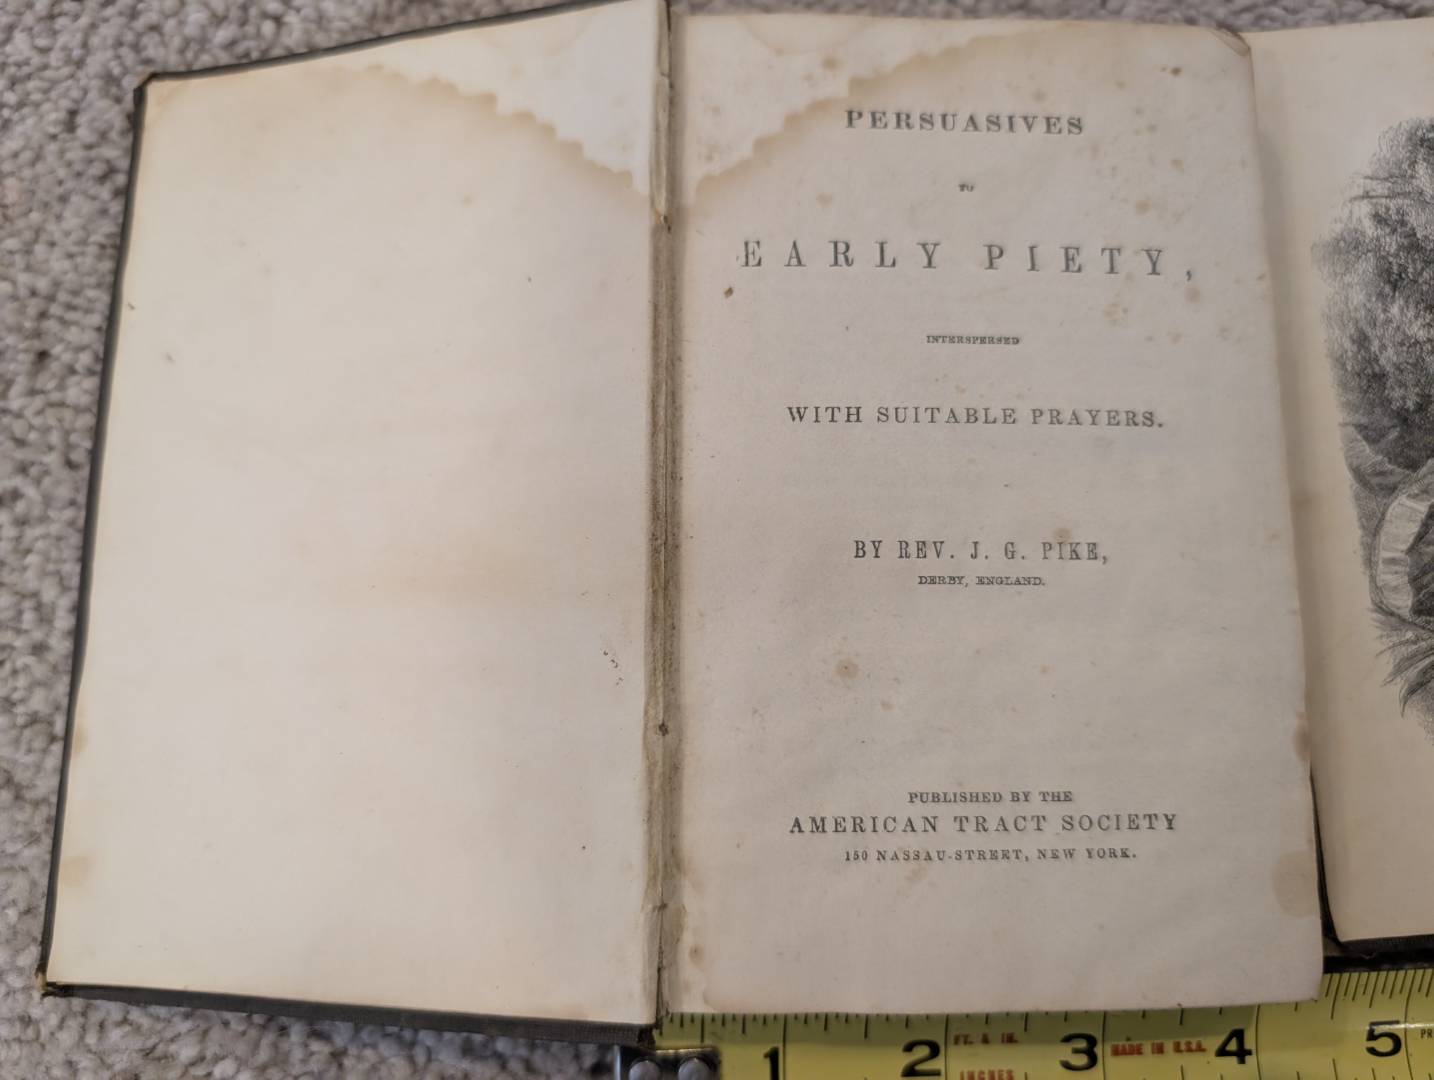 PERSUASIVES
TO
EARLY PIETY,
INTERSPERSED
WITH SUITABLE PRAYERS.
BY REV. J. G. PIKE,
DERBY, ENGLAND.
PUBLISHED BY THE
AMERICAN TRACT SOCIETY
150 NASSAU-STREET, NEW YORK.
1 2 FT. & IN. 3 MADE IN U.S.A. 4 5
INCHES